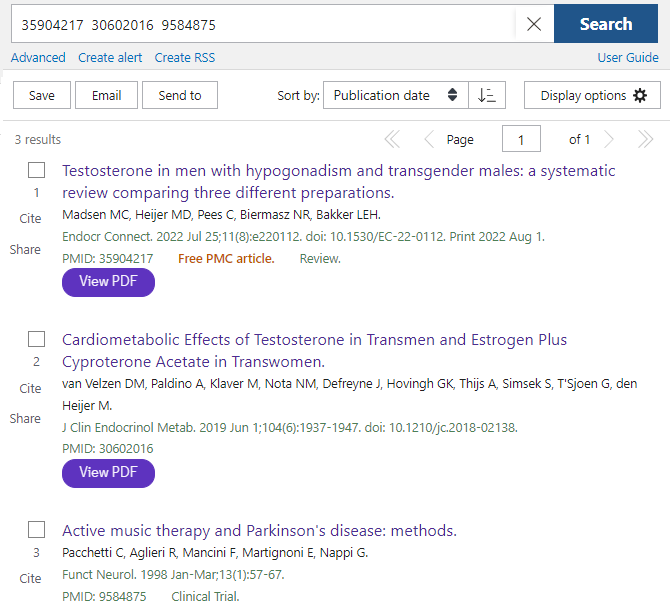 35904217 30602016 9584875
Search
Advanced Create alert Create RSS User Guide
Save Email Send to Sort by: Publication date Display options
3 results Page 1 of 1
Testosterone in men with hypogonadism and transgender males: a systematic
1 review comparing three different preparations.
Cite Madsen MC, Heijer MD, Pees C, Biermasz NR, Bakker LEH.
Endocr Connect. 2022 Jul 25;11(8):e220112. doi: 10.1530/EC-22-0112. Print 2022 Aug 1.
Share
PMID: 35904217 Free PMC article. Review.
View PDF
Cardiometabolic Effects of Testosterone in Transmen and Estrogen Plus
2 Cyproterone Acetate in Transwomen.
Cite van Velzen DM, Paldino A, Klaver M, Nota NM, Defreyne J, Hovingh GK, Thijs A, Simsek S, T'Sjoen G, den
Heijer M.
Share
J Clin Endocrinol Metab. 2019 Jun 1;104(6):1937-1947. doi: 10.1210/jc.2018-02138.
PMID: 30602016
View PDF
Active music therapy and Parkinson's disease: methods.
3 Pacchetti C, Aglieri R, Mancini F, Martignoni E, Nappi G.
Cite Funct Neurol. 1998 Jan-Mar;13(1):57-67.
PMID: 9584875 Clinical Trial.